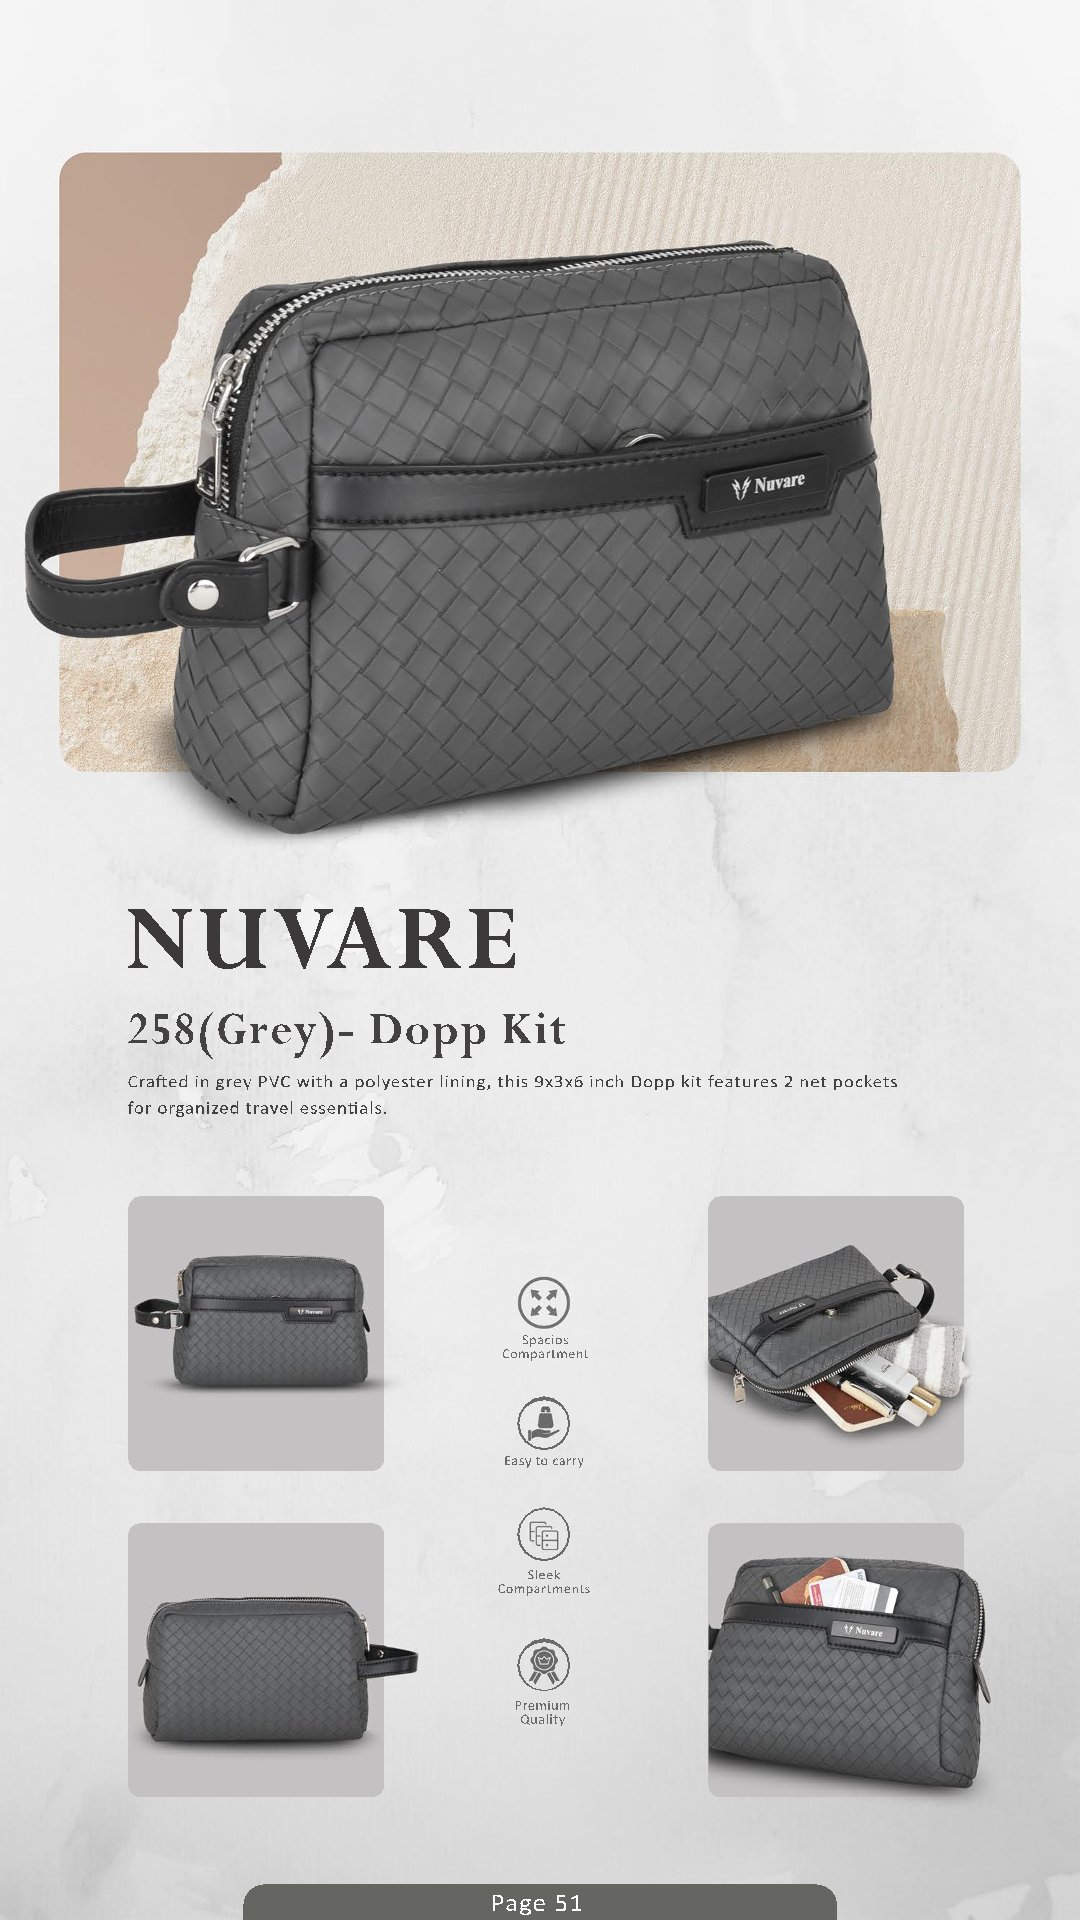 Nuvare
NUVARE
258(Grey)- Dopp Kit
Crafted in grey PVC with a polyester lining, this 9x3x6 inch Dopp kit features 2 net pockets
for organized travel essentials.
Nuvare
Nuvare
Spacios
Compartment
Easy to carry
Sleek
Compartments
Nuvare
Premium
Quality
Page 51